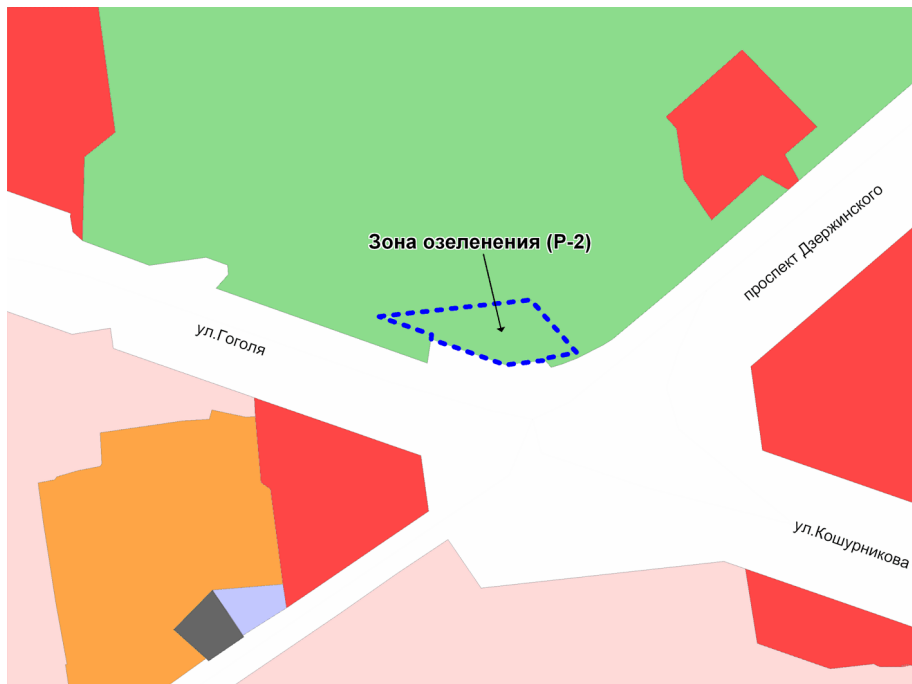 Зона озеленения (Р-2)
проспект Дзержинского
ул.Гоголя
ул.Кошурникова